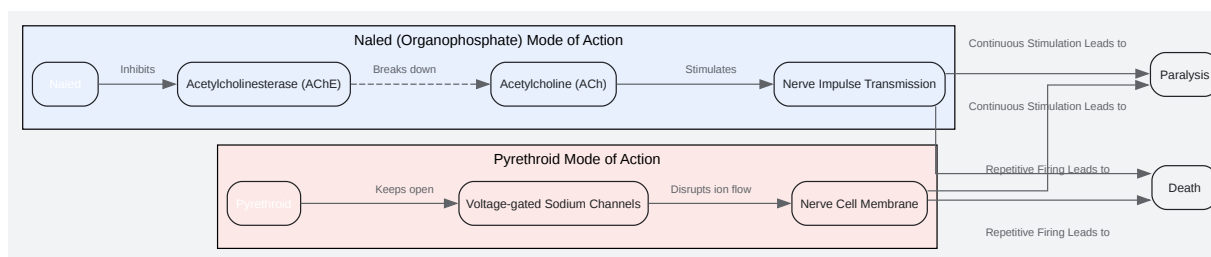 Naled (Organophosphate) Mode of Action
Continuous Stimulation Leads to
Naled
Inhibits
Acetylcholinesterase (AChE)
Breaks down
Acetylcholine (ACh)
Stimulates
Nerve Impulse Transmission
Paralysis
Continuous Stimulation Leads to
Pyrethroid Mode of Action
Repetitive Firing Leads to
Pyrethroid
Keeps open
Voltage-gated Sodium Channels
Disrupts ion flow
Nerve Cell Membrane
Death
Repetitive Firing Leads to